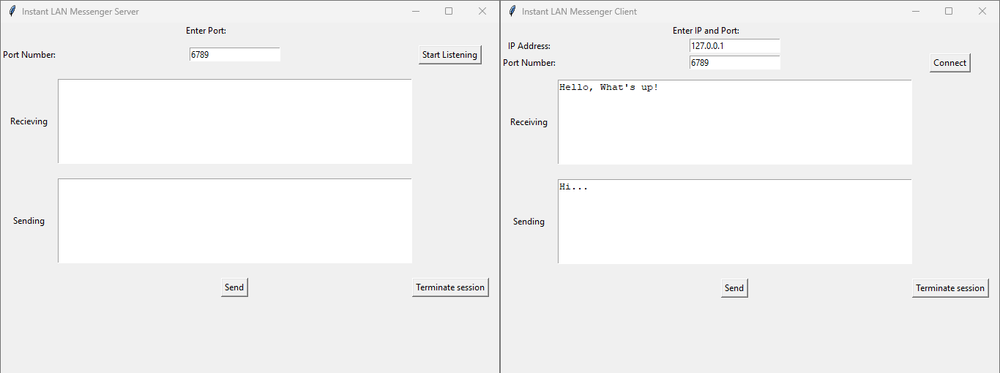 Instant LAN Messenger Server
Enter Port:
Port Number:
6789
Start Listening
Recieving
Sending
Send
Terminate session
Instant LAN Messenger Client
Enter IP and Port:
IP Address:
127.0.0.1
Port Number:
6789
Connect
Receiving
Hello, What's up!
Sending
Hi...
Send
Terminate session